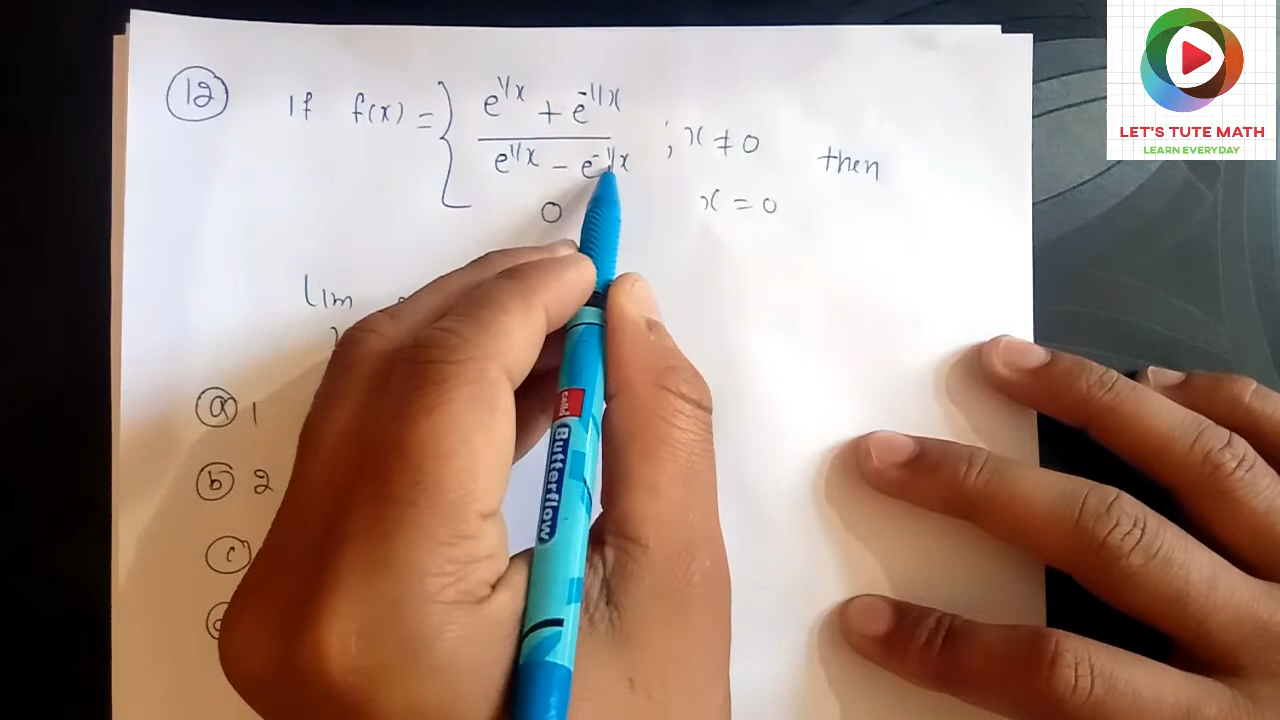 12 If f(x) = { e^1/x + e^-1/x / e^1/x - e^-1/x ; x ≠ 0 then
0 x = 0
lim
a 1
b 2
c
LET'S TUTE MATH
LEARN EVERYDAY
cello Butterflow